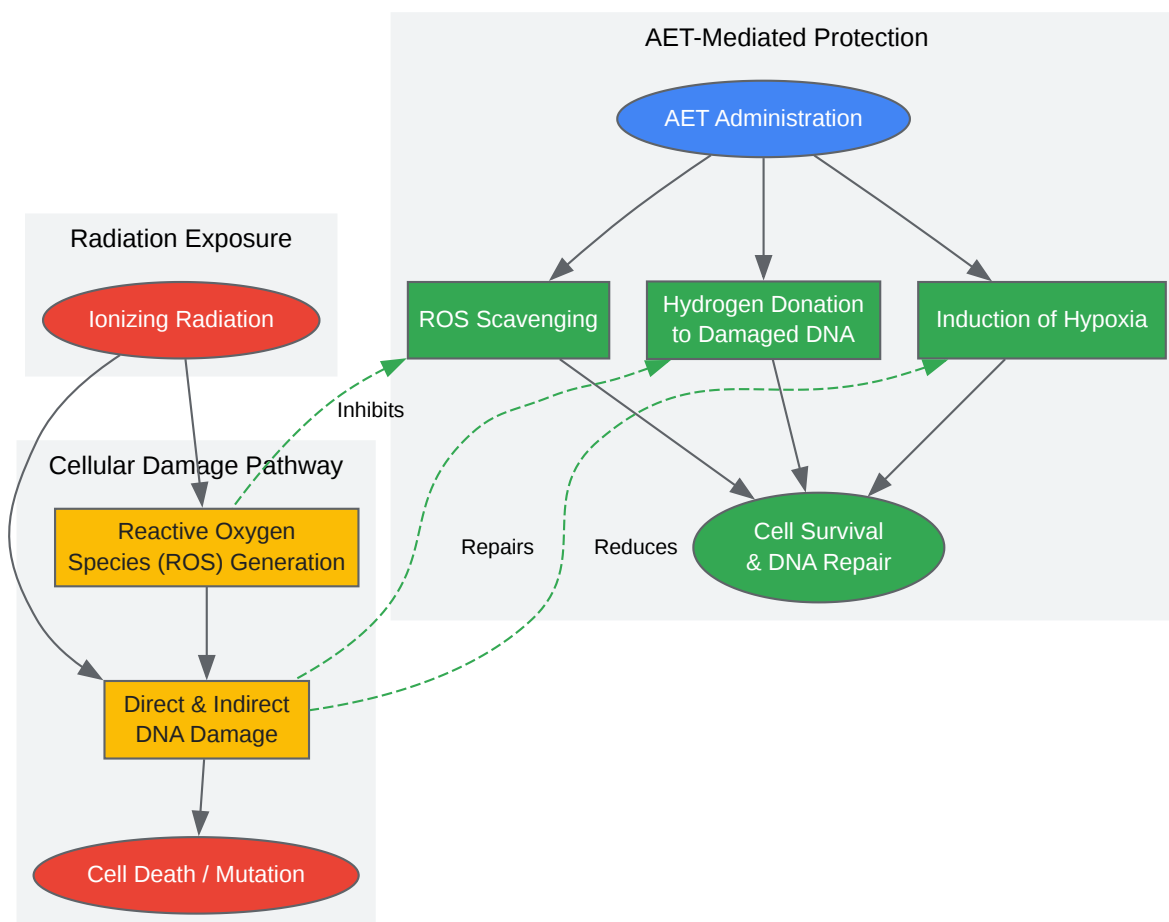 AET-Mediated Protection
AET Administration
Radiation Exposure
Ionizing Radiation
ROS Scavenging
Hydrogen Donation
to Damaged DNA
Induction of Hypoxia
Inhibits
Cellular Damage Pathway
Reactive Oxygen
Species (ROS) Generation
Repairs
Reduces
Cell Survival
& DNA Repair
Direct & Indirect
DNA Damage
Cell Death / Mutation